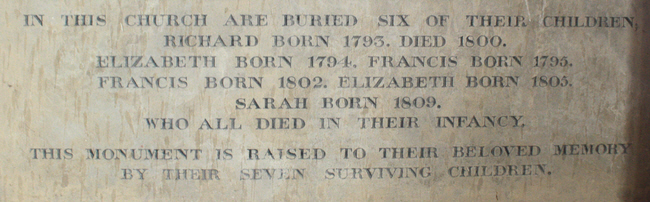 IN THIS CHURCH ARE BURIED SIX OF THEIR CHILDREN,
RICHARD BORN 1793. DIED 1800.
ELIZABETH BORN 1794. FRANCIS BORN 1795.
FRANCIS BORN 1802. ELIZABETH BORN 1805.
SARAH BORN 1809.
WHO ALL DIED IN THEIR INFANCY.
THIS MONUMENT IS RAISED TO THEIR BELOVED MEMORY
BY THEIR SEVEN SURVIVING CHILDREN.